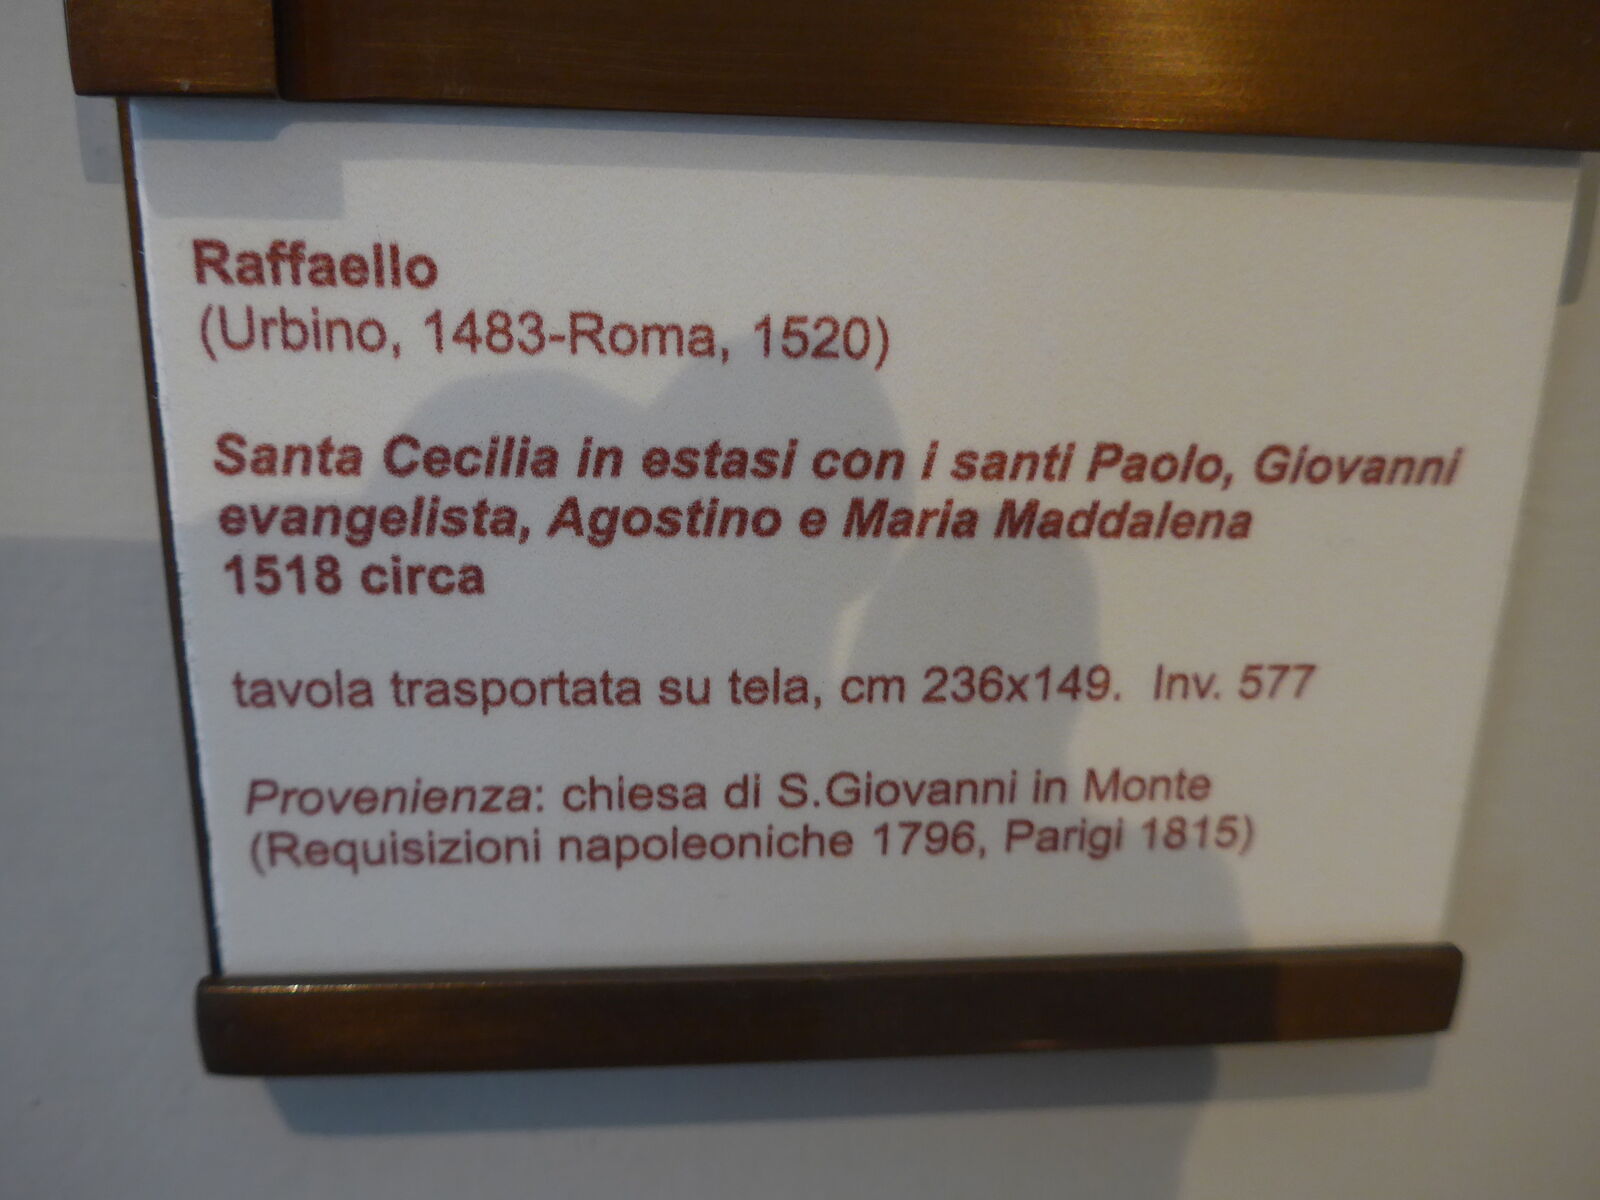 Raffaello
(Urbino, 1483-Roma, 1520)
Santa Cecilia in estasi con i santi Paolo, Giovanni
evangelista, Agostino e Maria Maddalena
1518 circa
tavola trasportata su tela, cm 236x149. Inv. 577
Provenienza: chiesa di S.Giovanni in Monte
(Requisizioni napoleoniche 1796, Parigi 1815)